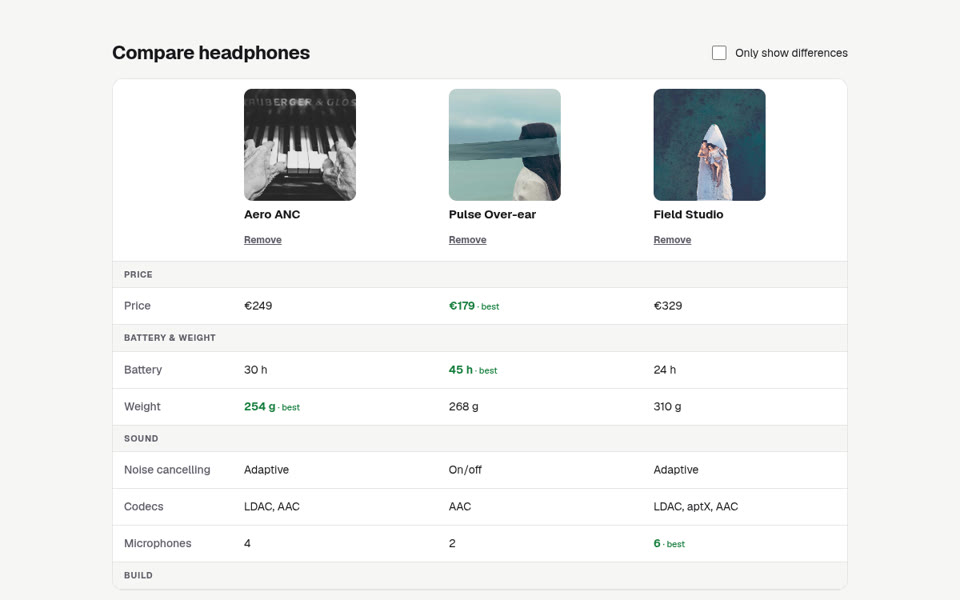 Compare headphones
Only show differences
BERGER & GLOS
Aero ANC
Pulse Over-ear
Field Studio
Remove
Remove
Remove
PRICE
Price €249 €179 · best €329
BATTERY & WEIGHT
Battery 30 h 45 h · best 24 h
Weight 254 g · best 268 g 310 g
SOUND
Noise cancelling Adaptive On/off Adaptive
Codecs LDAC, AAC AAC LDAC, aptX, AAC
Microphones 4 2 6 · best
BUILD